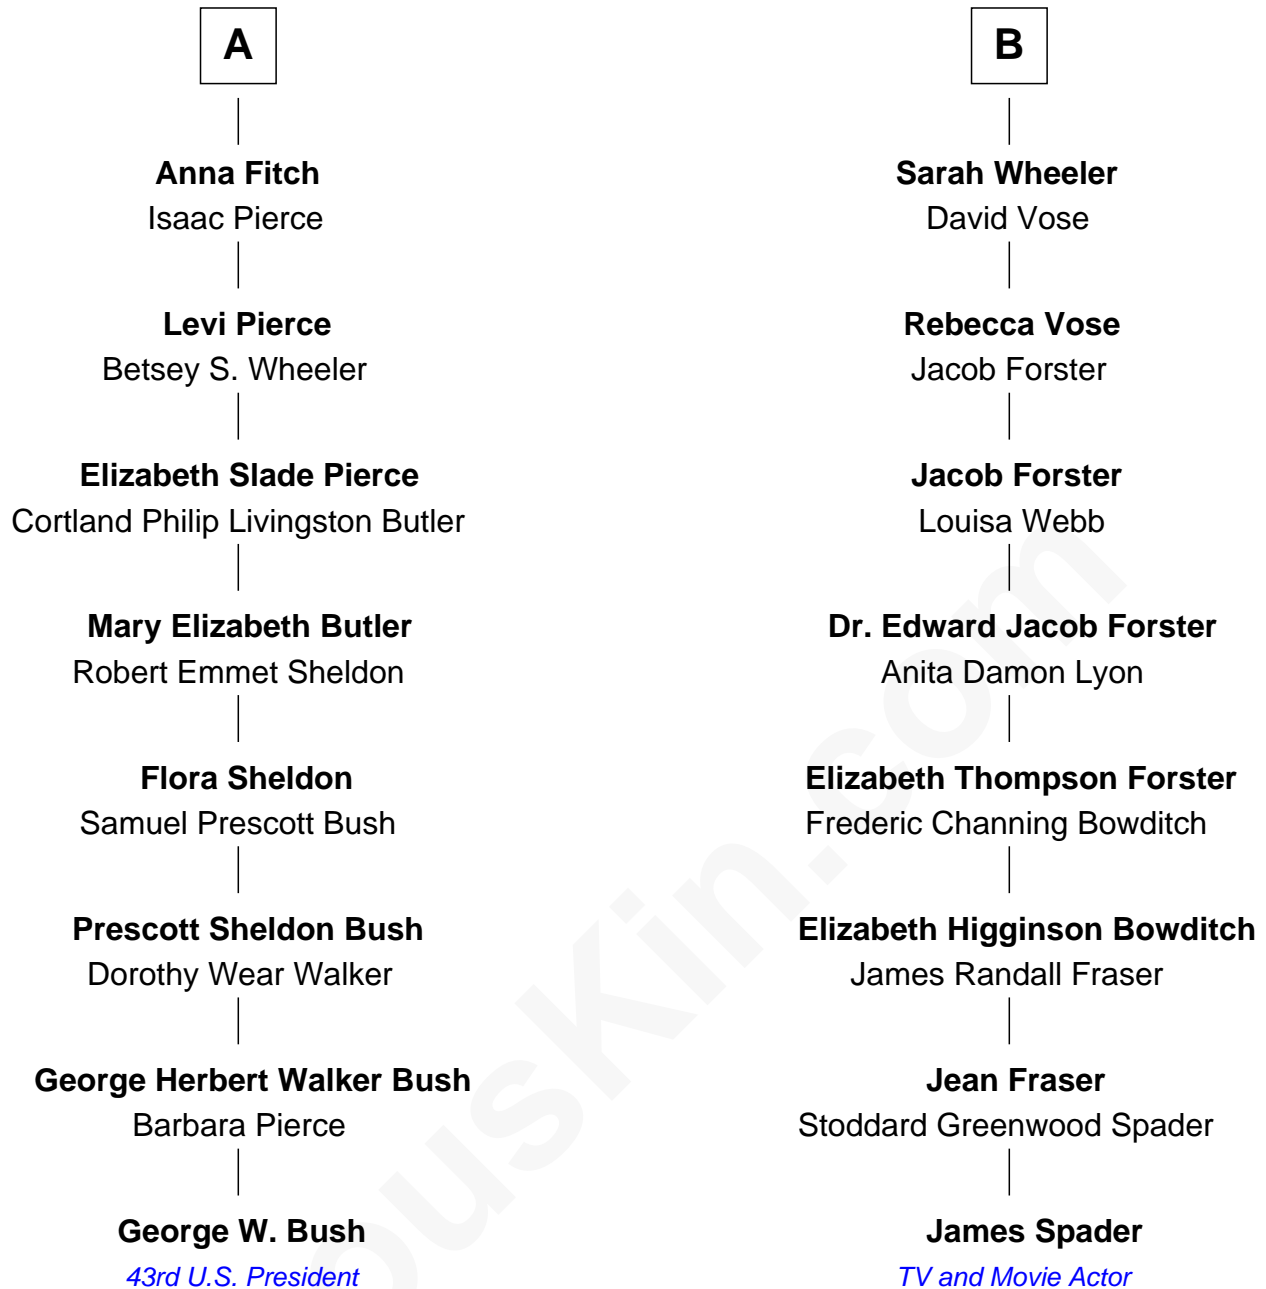 A
Anna Fitch
Isaac Pierce
Levi Pierce
Betsey S. Wheeler
Elizabeth Slade Pierce
Cortland Philip Livingston Butler
Mary Elizabeth Butler
Robert Emmet Sheldon
Flora Sheldon
Samuel Prescott Bush
Prescott Sheldon Bush
Dorothy Wear Walker
George Herbert Walker Bush
Barbara Pierce
George W. Bush
43rd U.S. President
B
Sarah Wheeler
David Vose
Rebecca Vose
Jacob Forster
Jacob Forster
Louisa Webb
Dr. Edward Jacob Forster
Anita Damon Lyon
Elizabeth Thompson Forster
Frederic Channing Bowditch
Elizabeth Higginson Bowditch
James Randall Fraser
Jean Fraser
Stoddard Greenwood Spader
James Spader
TV and Movie Actor
ousKin.com